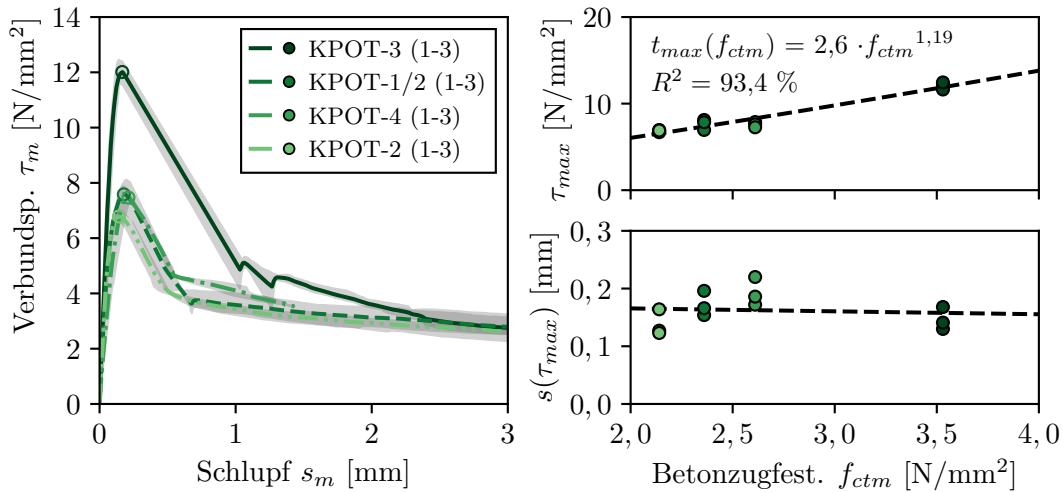 14
12
10
8
6
4
2
0
Verbundsp. τm [N/mm²]
KPOT-3 (1-3)
KPOT-1/2 (1-3)
KPOT-4 (1-3)
KPOT-2 (1-3)
0 1 2 3
Schlupf sm [mm]
20
10
0
τmax [N/mm²]
tmax(fctm) = 2,6 ·fctm^1,19
R² = 93,4 %
0, 3
0, 2
0, 1
0, 0
s(τmax) [mm]
2, 0 2, 5 3, 0 3, 5 4, 0
Betonzugfest. fctm [N/mm²]